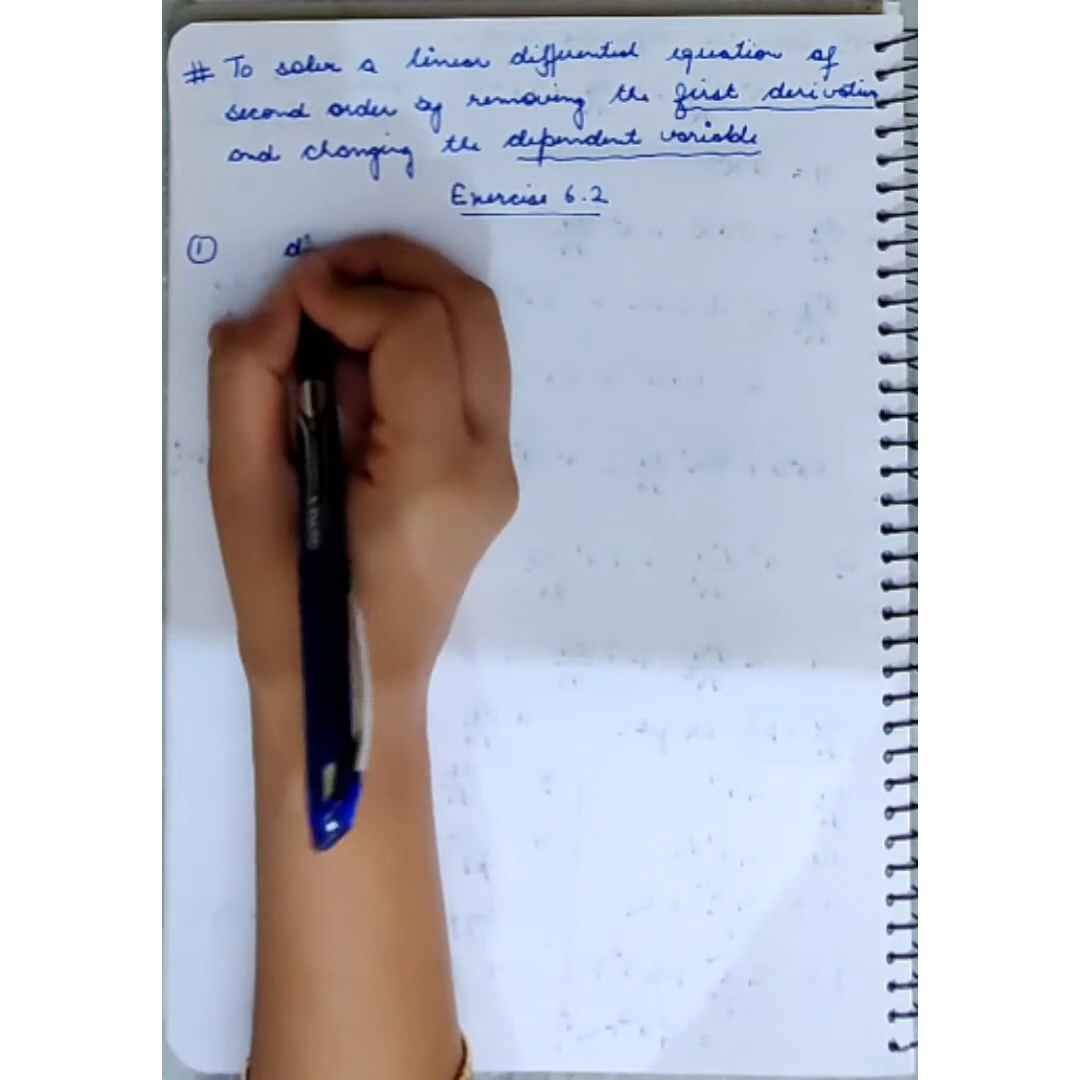 # To solve a linear differential equation of
second order by removing the first derivative
and changing the dependent variable
Exercise 6.2
① d